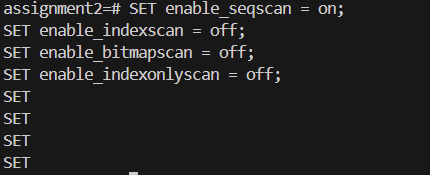 assignment2=# SET enable_seqscan = on;
SET enable_indexscan = off;
SET enable_bitmapscan = off;
SET enable_indexonlyscan = off;
SET
SET
SET
SET